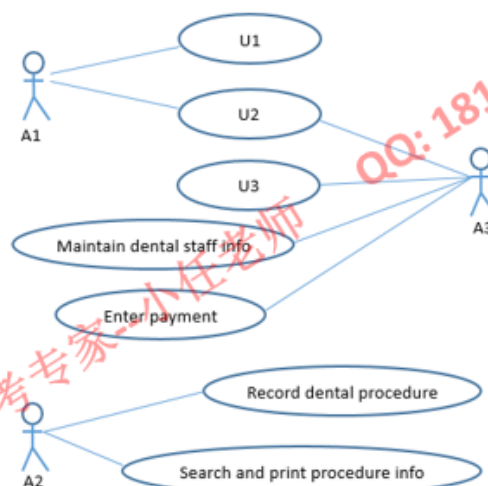 U1
A1
U2
QQ: 181
U3
A3
Maintain dental staff info
考专家--小任老师
Enter payment
Record dental procedure
A2
Search and print procedure info